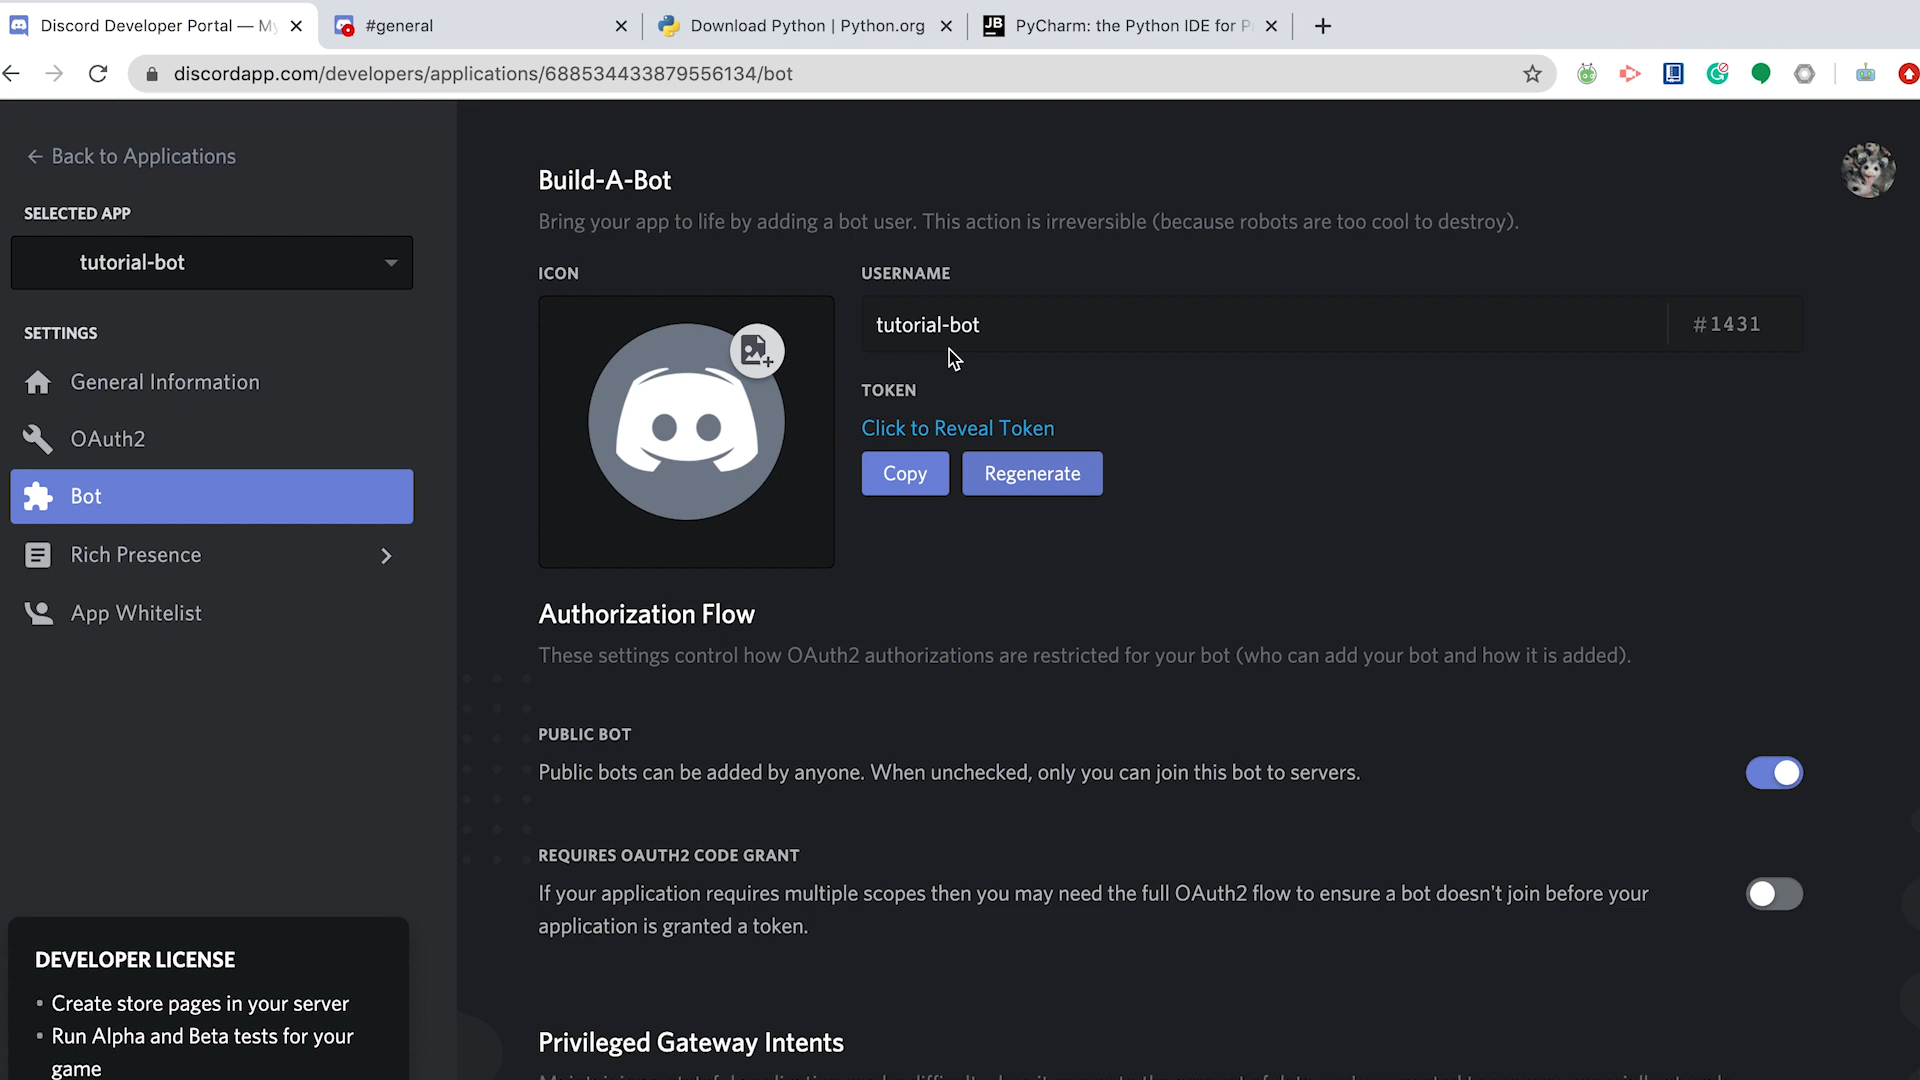 Discord Developer Portal — My
#general
Download Python | Python.org
JB
PyCharm: the Python IDE for P
discordapp.com/developers/applications/688534433879556134/bot
Back to Applications
SELECTED APP
tutorial-bot
SETTINGS
General Information
OAuth2
Bot
Rich Presence
App Whitelist
DEVELOPER LICENSE
• Create store pages in your server
• Run Alpha and Beta tests for your
game
Build-A-Bot
Bring your app to life by adding a bot user. This action is irreversible (because robots are too cool to destroy).
ICON
USERNAME
tutorial-bot
#1431
TOKEN
Click to Reveal Token
Copy
Regenerate
Authorization Flow
These settings control how OAuth2 authorizations are restricted for your bot (who can add your bot and how it is added).
PUBLIC BOT
Public bots can be added by anyone. When unchecked, only you can join this bot to servers.
REQUIRES OAUTH2 CODE GRANT
If your application requires multiple scopes then you may need the full OAuth2 flow to ensure a bot doesn't join before your
application is granted a token.
Privileged Gateway Intents